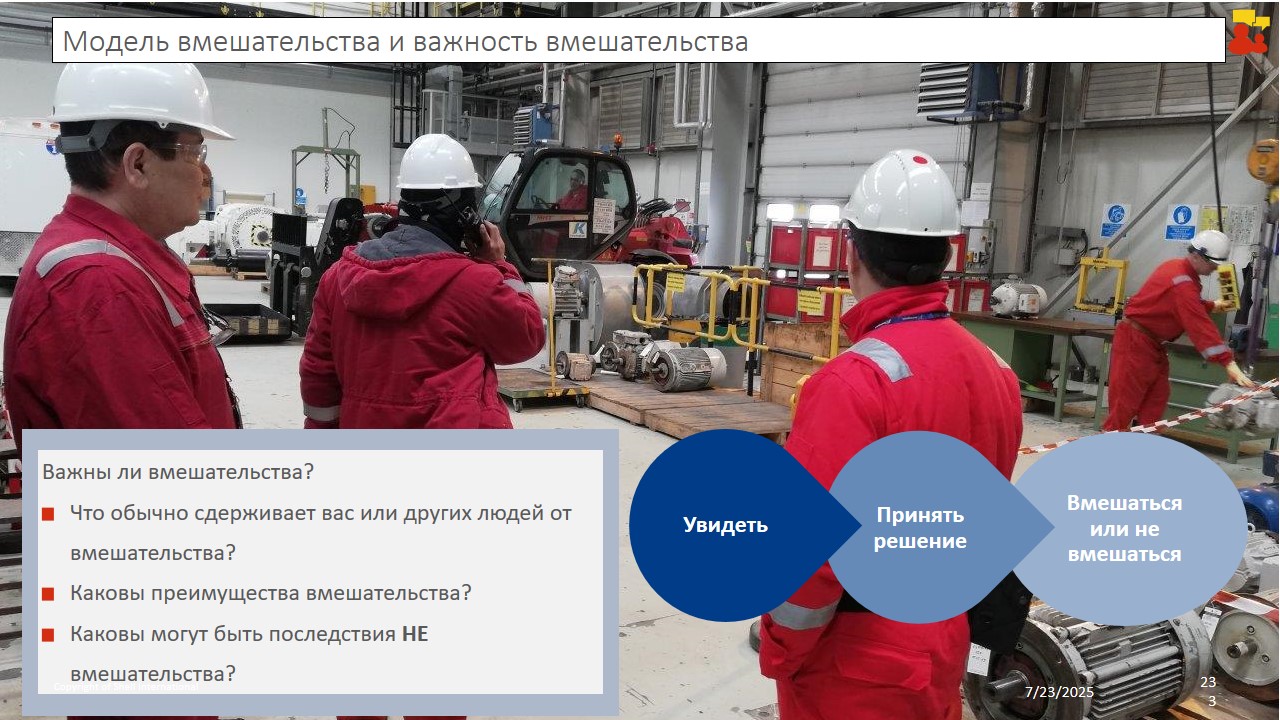 Модель вмешательства и важность вмешательства
Важны ли вмешательства?
Что обычно сдерживает вас или других людей от
вмешательства?
Каковы преимущества вмешательства?
Каковы могут быть последствия НЕ
вмешательства?
Увидеть
Принять
решение
Вмешаться
или не
вмешаться
7/23/2025
23
3